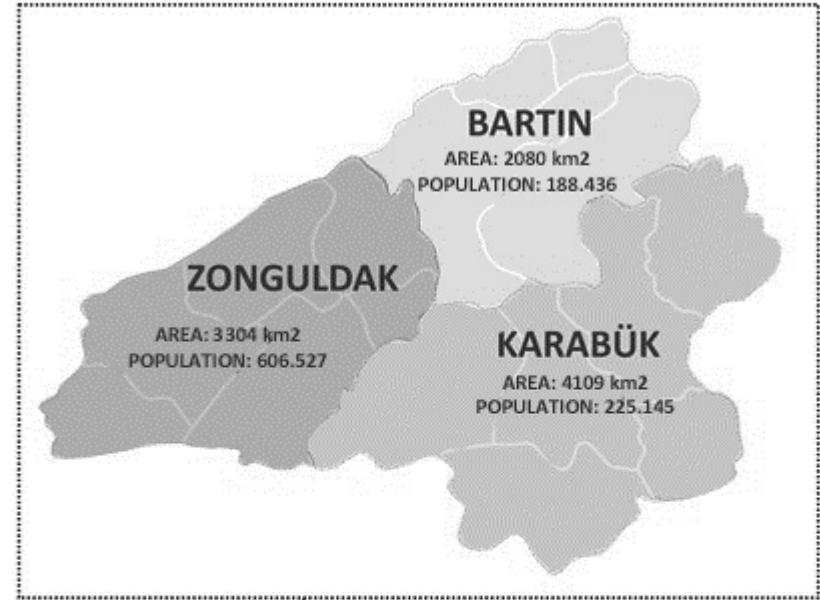 BARTIN
AREA: 2080 km2
POPULATION: 188.436
ZONGULDAK
AREA: 3304 km2
POPULATION: 606.527
KARABÜK
AREA: 4109 km2
POPULATION: 225.145